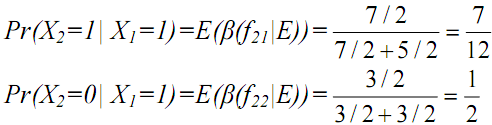 Pr(X₂=1| X₁=1)=E(β(f₂₁|E))= (7/2)/(7/2+5/2) = 7/12
Pr(X₂=0| X₁=1)=E(β(f₂₂|E))= (3/2)/(3/2+3/2) = 1/2